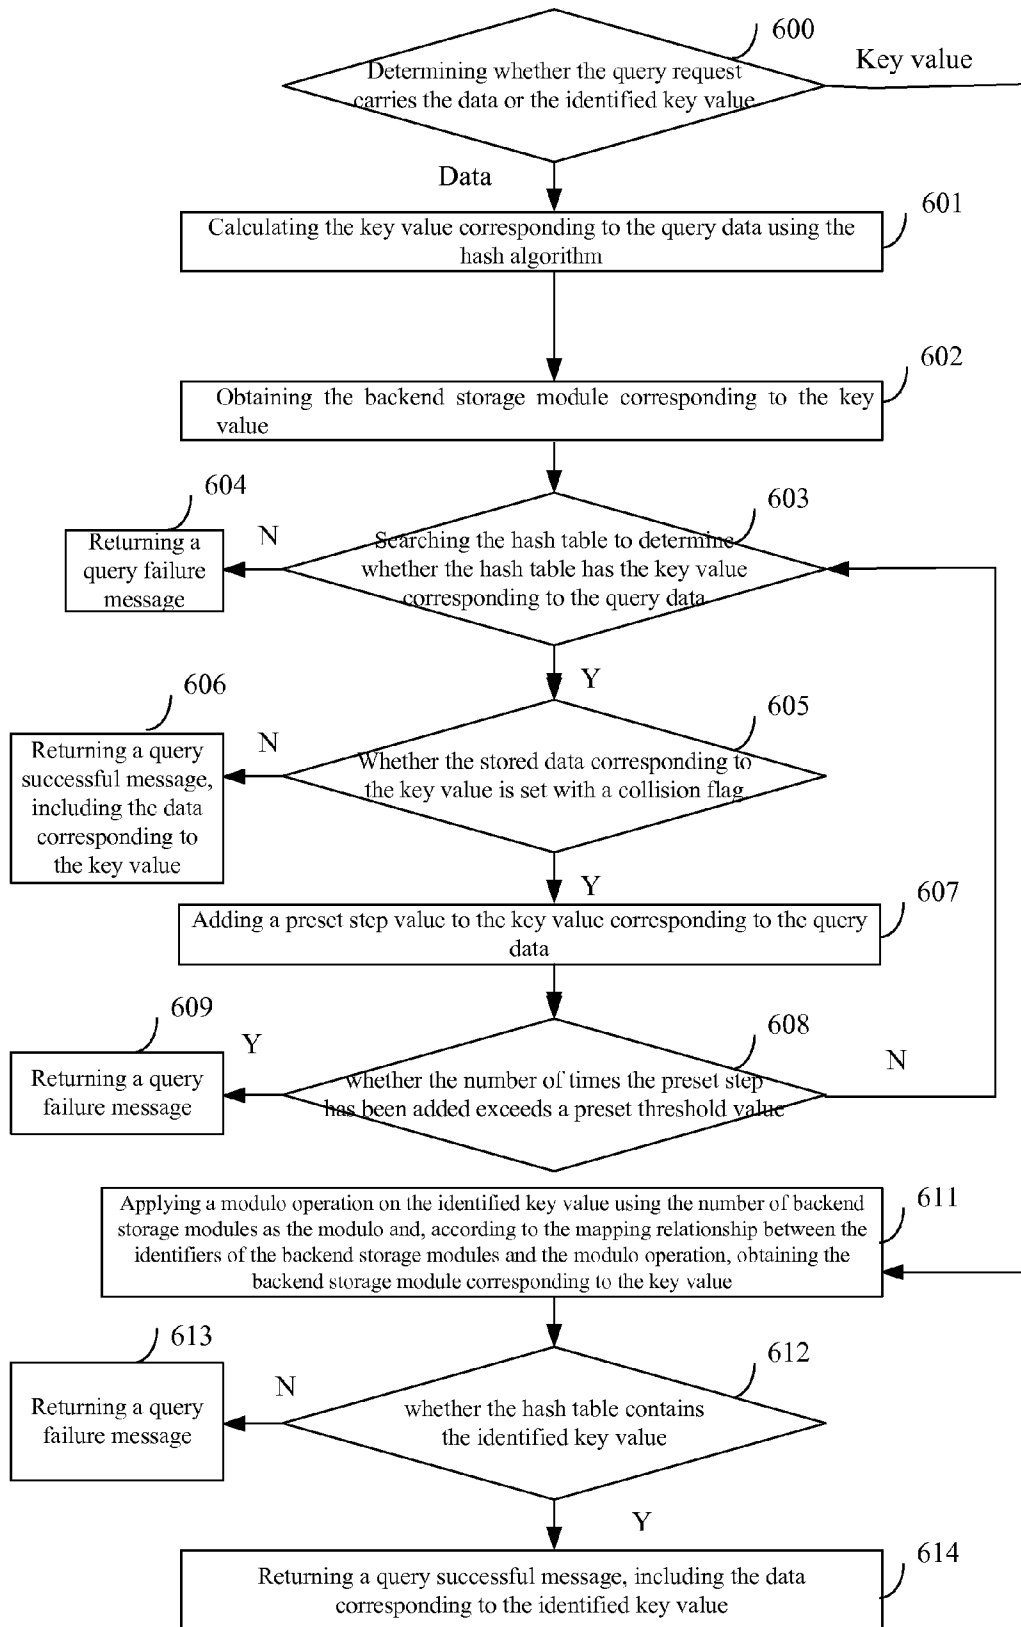 600
Key value
Determining whether the query request
carries the data or the identified key value
Data
601
Calculating the key value corresponding to the query data using the
hash algorithm
602
Obtaining the backend storage module corresponding to the key
value
604
603
N
Returning a
query failure
message
Searching the hash table to determine
whether the hash table has the key value
corresponding to the query data
Y
606
605
N
Returning a query
successful message,
including the data
corresponding to
the key value
Whether the stored data corresponding to
the key value is set with a collision flag
Y
607
Adding a preset step value to the key value corresponding to the query
data
609
608
Y
N
Returning a query
failure message
whether the number of times the preset step
has been added exceeds a preset threshold value
611
Applying a modulo operation on the identified key value using the number of backend
storage modules as the modulo and, according to the mapping relationship between the
identifiers of the backend storage modules and the modulo operation, obtaining the
backend storage module corresponding to the key value
613
612
N
Returning a query
failure message
whether the hash table contains
the identified key value
Y
614
Returning a query successful message, including the data
corresponding to the identified key value